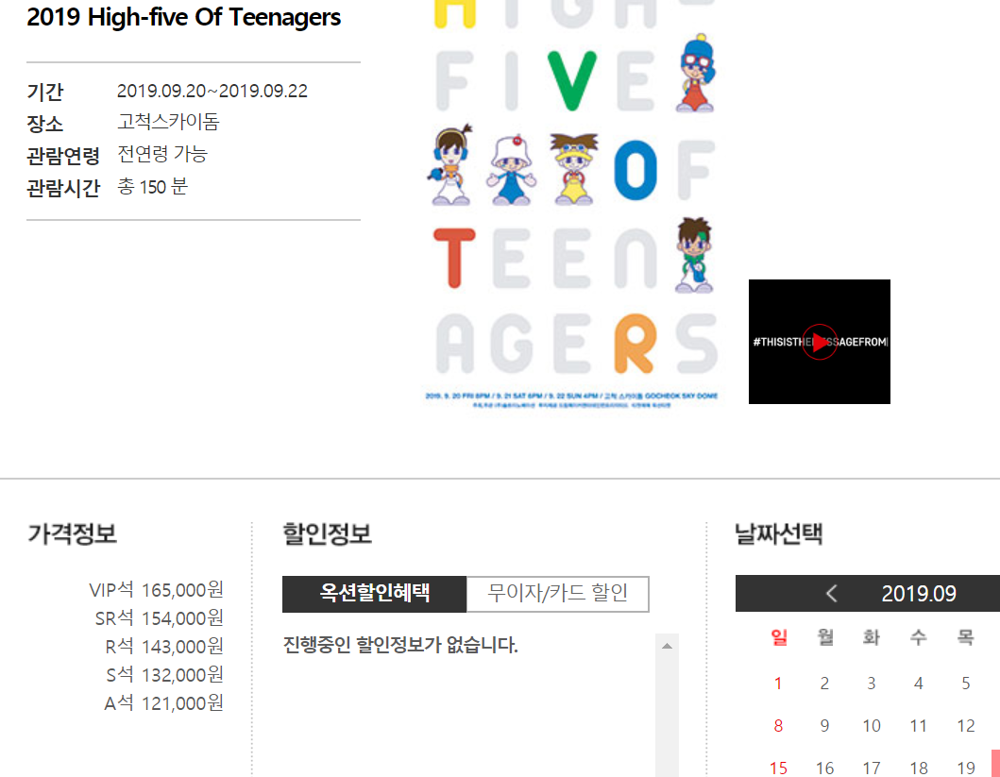 2019 High-five Of Teenagers
기간 2019.09.20~2019.09.22
장소 고척스카이돔
관람연령 전연령 가능
관람시간 총 150 분
HIGH-
FIVE
OF
TEEN
AGERS
2019. 9. 20 FRI 8PM / 9. 21 SAT 6PM / 9. 22 SUN 4PM / 고척 스카이돔 GOCHEOK SKY DOME
#THISISTHEMESSAGEFROM
가격정보
VIP석 165,000원
SR석 154,000원
R석 143,000원
S석 132,000원
A석 121,000원
할인정보
옥션할인혜택 무이자/카드 할인
진행중인 할인정보가 없습니다.
날짜선택
2019.09
일 월 화 수 목
1 2 3 4 5
8 9 10 11 12
15 16 17 18 19